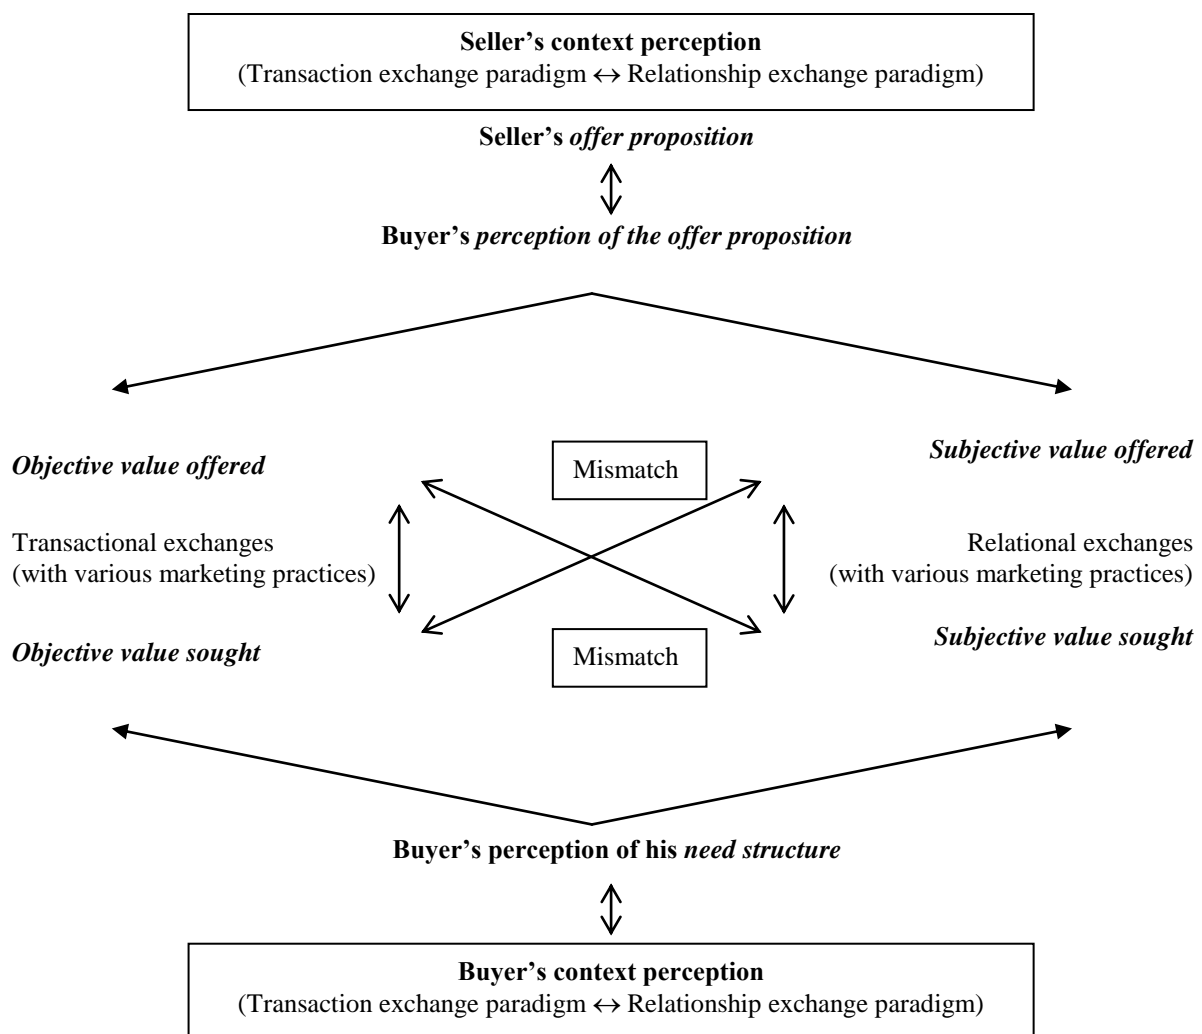 Seller’s context perception
(Transaction exchange paradigm ↔ Relationship exchange paradigm)
Seller’s offer proposition
Buyer’s perception of the offer proposition
Objective value offered
Mismatch
Subjective value offered
Transactional exchanges
(with various marketing practices)
Relational exchanges
(with various marketing practices)
Objective value sought
Mismatch
Subjective value sought
Buyer’s perception of his need structure
Buyer’s context perception
(Transaction exchange paradigm ↔ Relationship exchange paradigm)